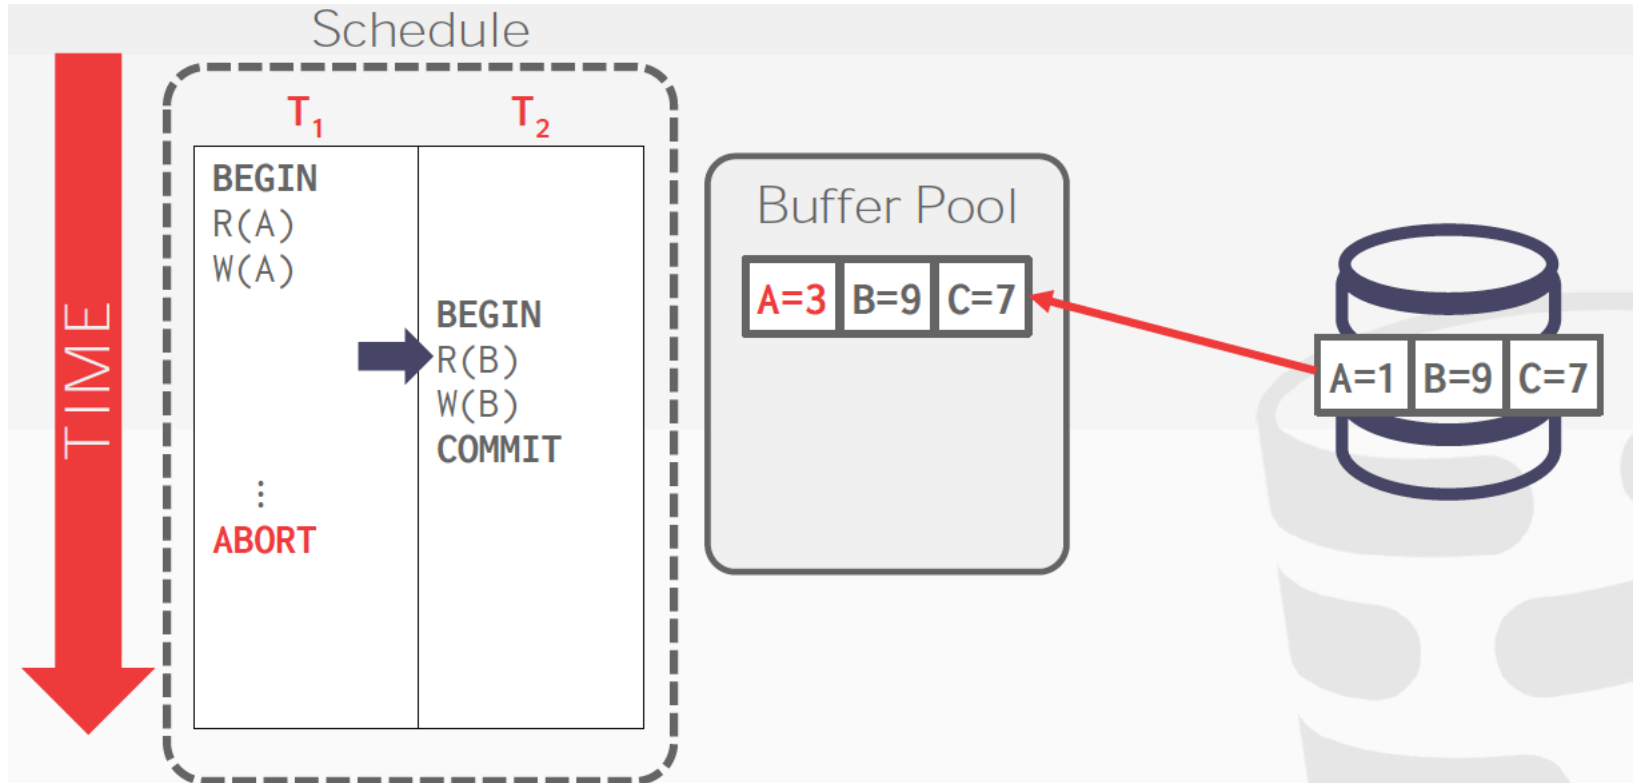 Schedule
TIME
T1 T2
BEGIN
R(A)
W(A)
⋮
ABORT
BEGIN
R(B)
W(B)
COMMIT
Buffer Pool
A=3 B=9 C=7
A=1 B=9 C=7